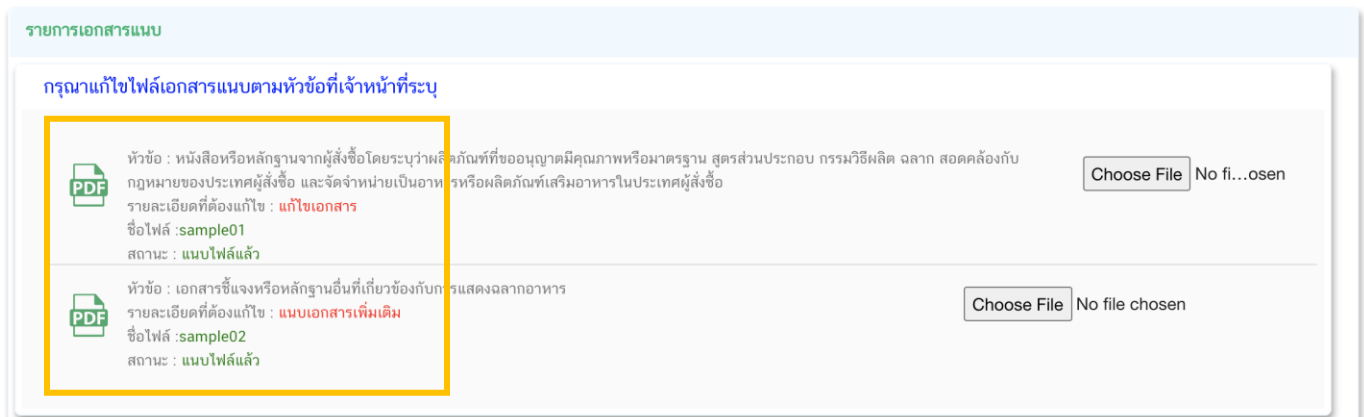 รายการเอกสารแนบ
กรุณาแก้ไขไฟล์เอกสารแนบตามหัวข้อที่เจ้าหน้าที่ระบุ
หัวข้อ : หนังสือหรือหลักฐานจากผู้สั่งซื้อโดยระบุว่าผลิตภัณฑ์ที่ขออนุญาตมีคุณภาพหรือมาตรฐาน สูตรส่วนประกอบ กรรมวิธีผลิต ฉลาก สอดคล้องกับ
กฎหมายของประเทศผู้สั่งซื้อ และจัดจำหน่ายเป็นอาหารหรือผลิตภัณฑ์เสริมอาหารในประเทศผู้สั่งซื้อ
รายละเอียดที่ต้องแก้ไข : แก้ไขเอกสาร
ชื่อไฟล์ :sample01
สถานะ : แนบไฟล์แล้ว
PDF
Choose File No fi...osen
หัวข้อ : เอกสารชี้แจงหรือหลักฐานอื่นที่เกี่ยวข้องกับการแสดงฉลากอาหาร
รายละเอียดที่ต้องแก้ไข : แนบเอกสารเพิ่มเติม
ชื่อไฟล์ :sample02
สถานะ : แนบไฟล์แล้ว
PDF
Choose File No file chosen